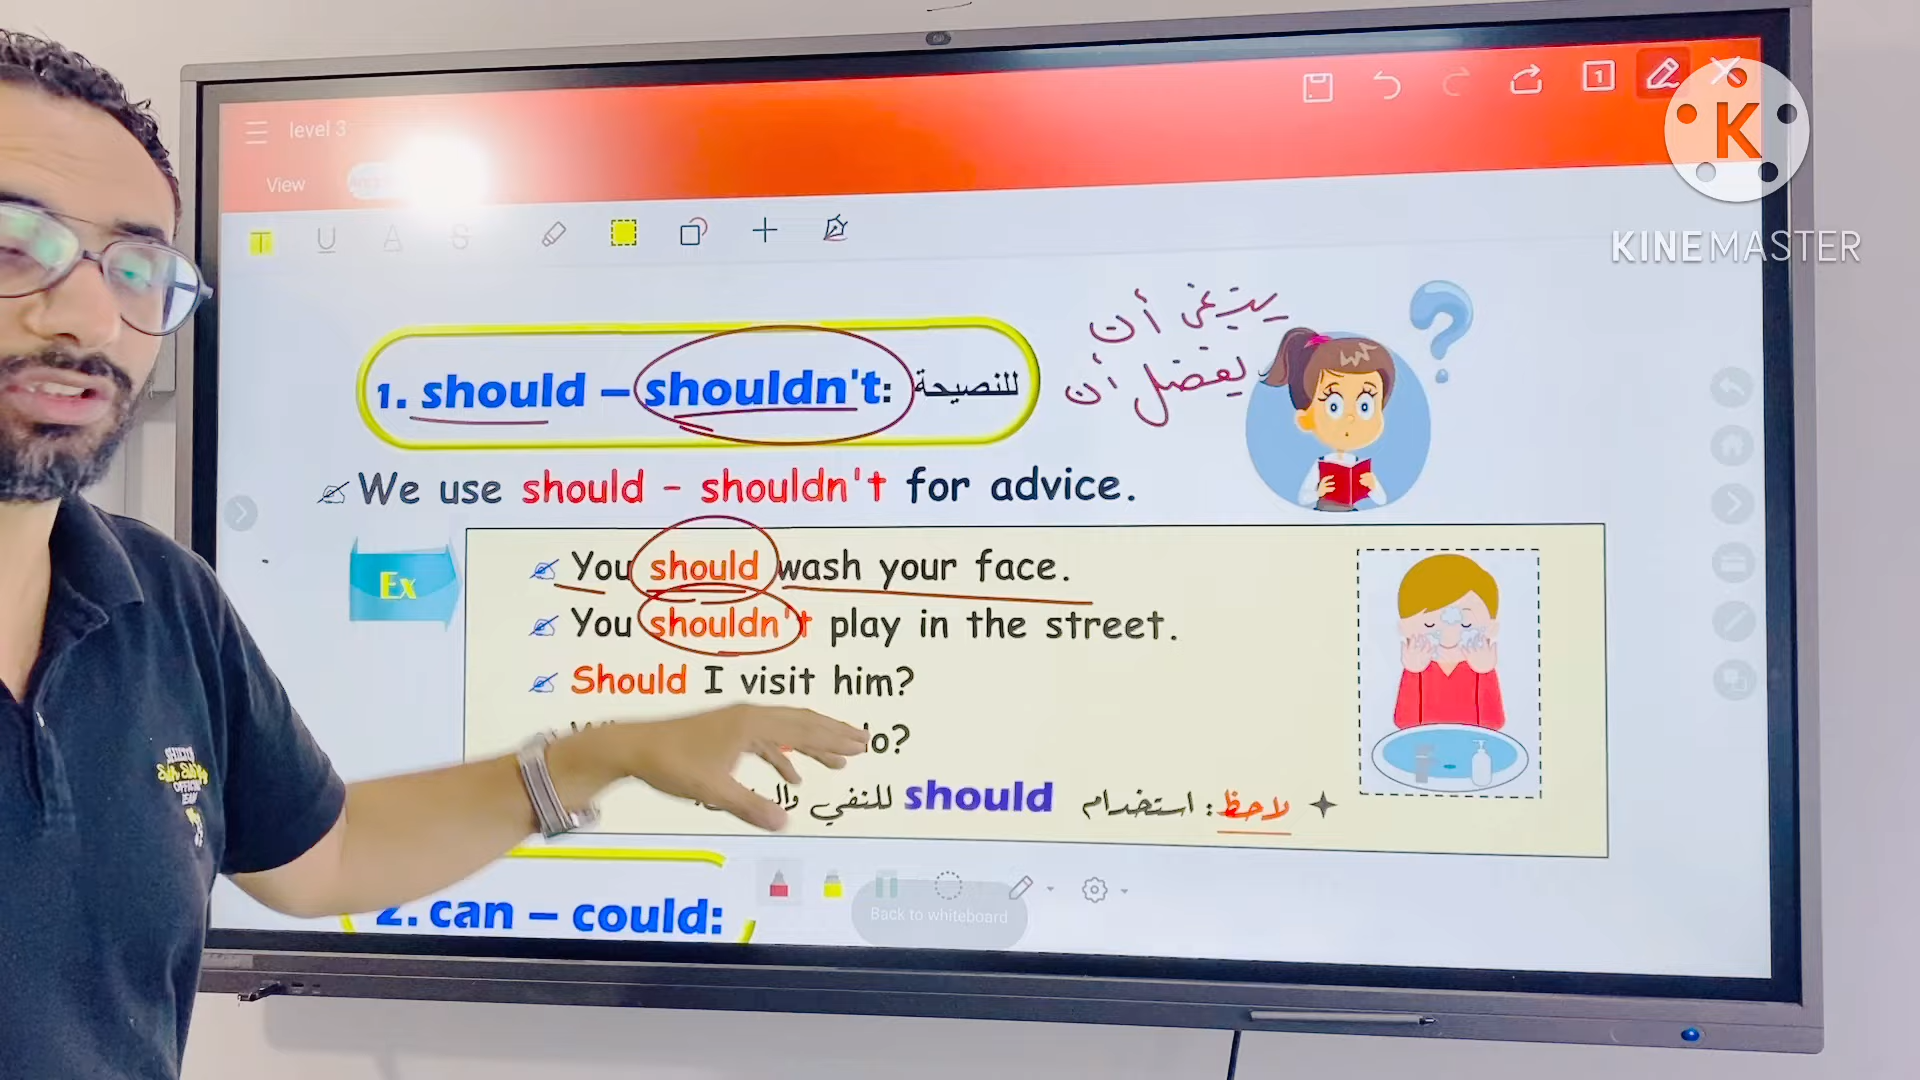 level 3
View
KINEMASTER
ينبغي أن
يفضل أن
1. should – shouldn't: للنصيحة
We use should - shouldn't for advice.
Ex
You should wash your face.
You shouldn't play in the street.
Should I visit him?
do?
لاحظ: استخدام should للنفي
2. can – could:
Back to whiteboard